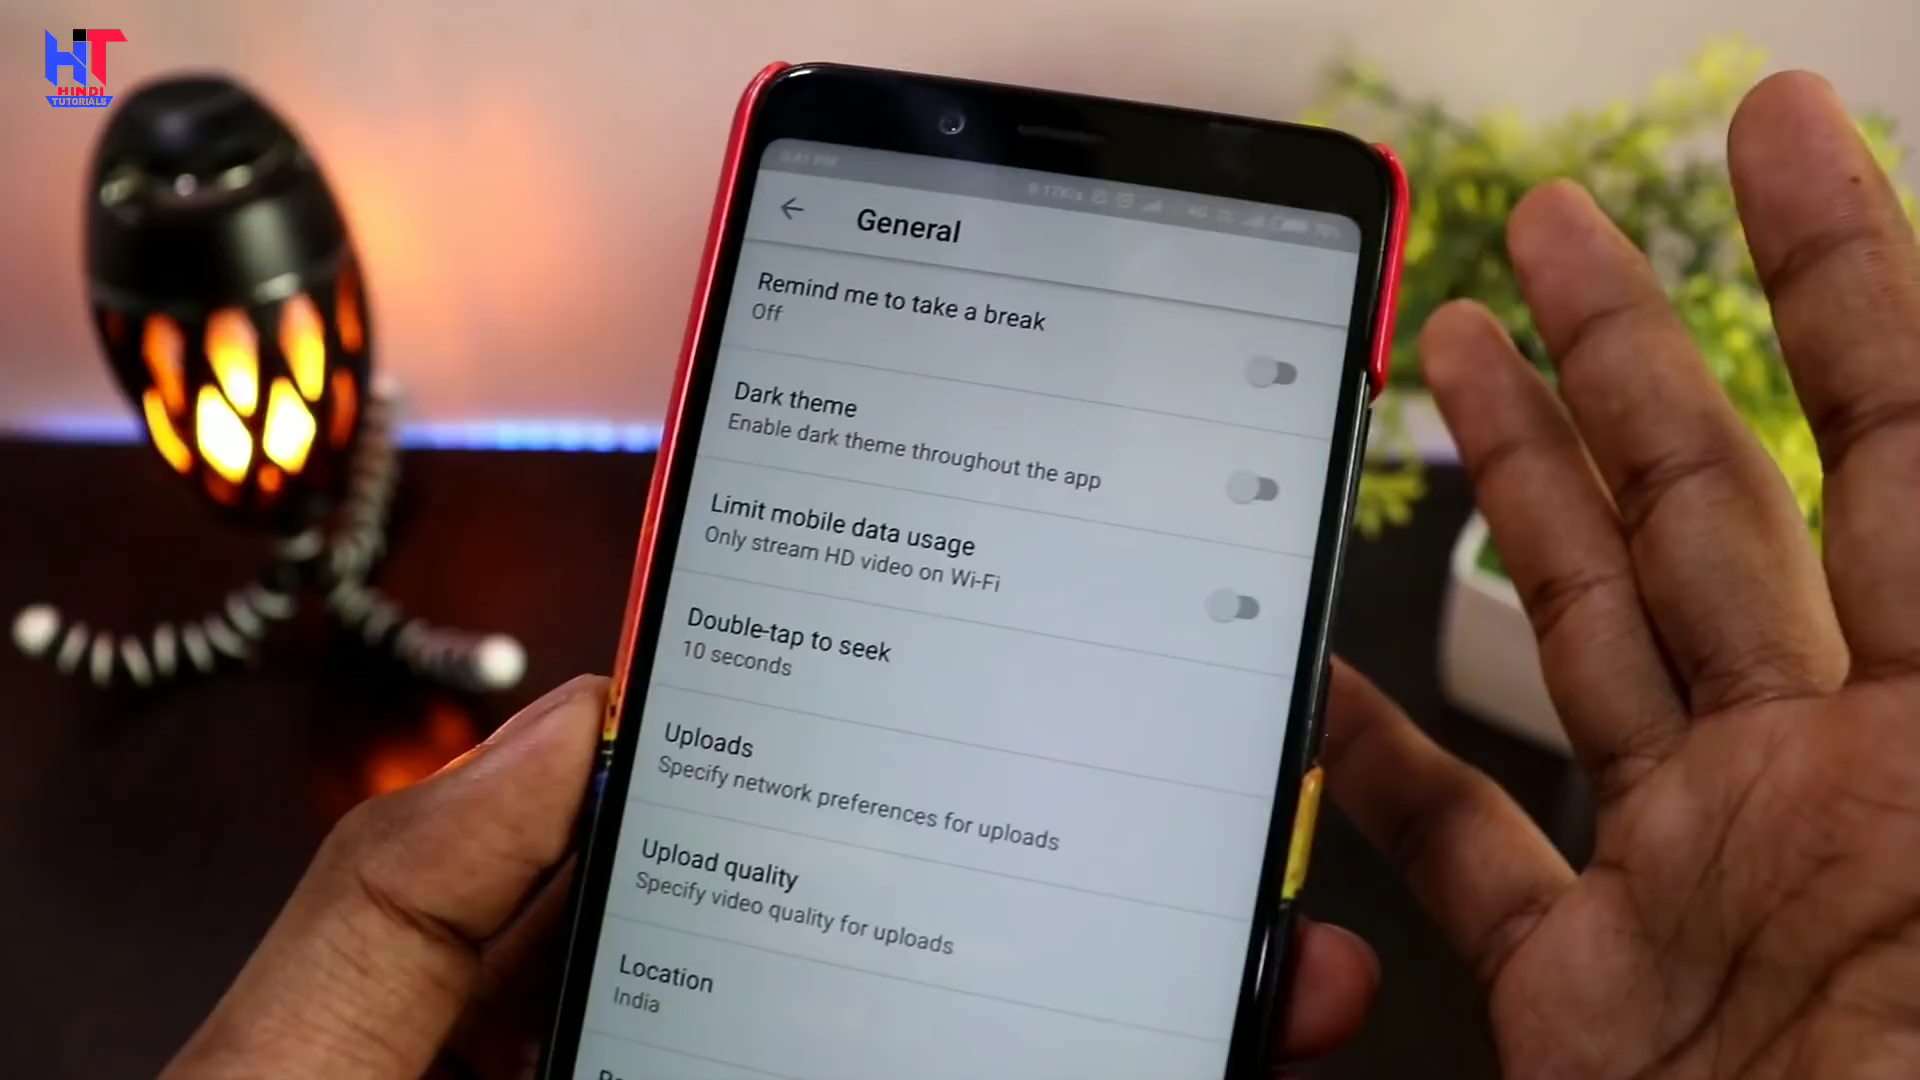 HT
HINDI
TUTORIALS
General
Remind me to take a break
Off
Dark theme
Enable dark theme throughout the app
Limit mobile data usage
Only stream HD video on Wi-Fi
Double-tap to seek
10 seconds
Uploads
Specify network preferences for uploads
Upload quality
Specify video quality for uploads
Location
India